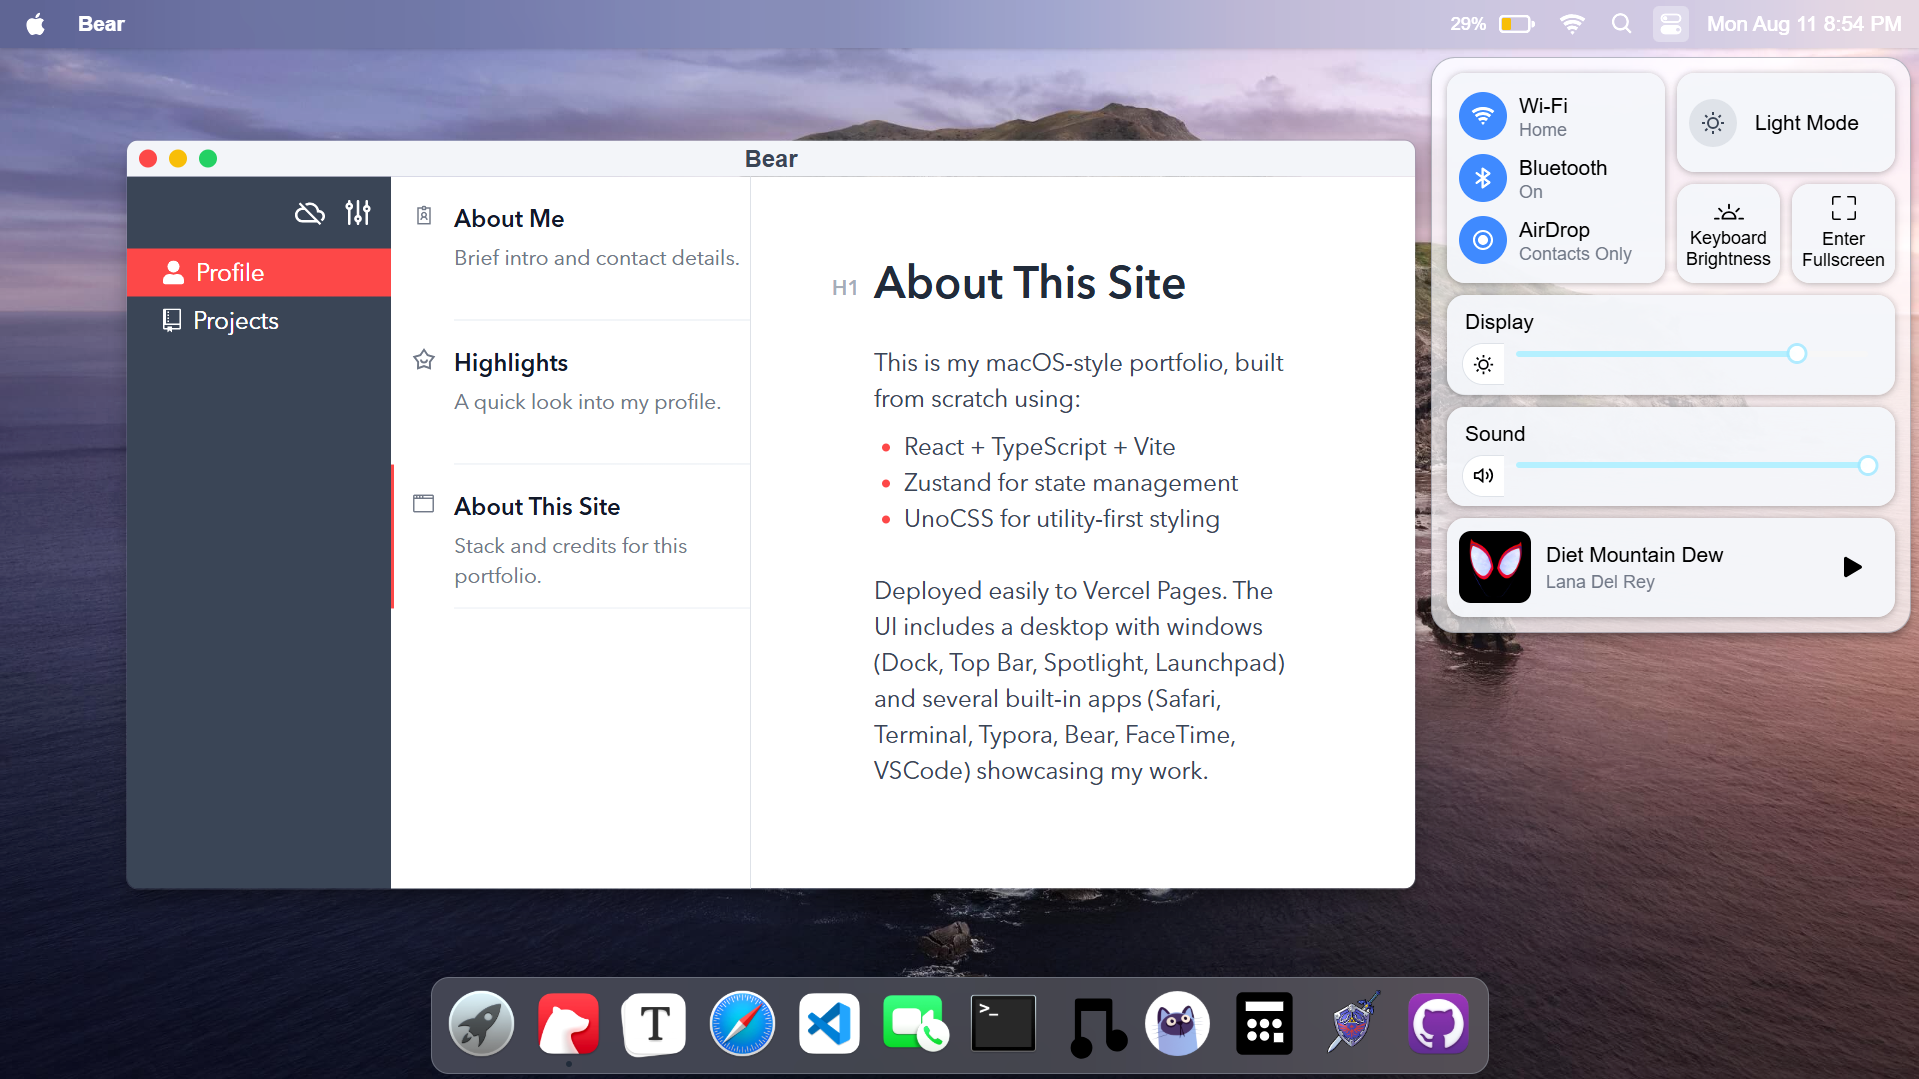 Bear
29%
Mon Aug 11 8:54 PM
Bear
Profile
Projects
About Me
Brief intro and contact details.
Highlights
A quick look into my profile.
About This Site
Stack and credits for this
portfolio.
H1 About This Site
This is my macOS-style portfolio, built
from scratch using:
React + TypeScript + Vite
Zustand for state management
UnoCSS for utility-first styling
Deployed easily to Vercel Pages. The
UI includes a desktop with windows
(Dock, Top Bar, Spotlight, Launchpad)
and several built-in apps (Safari,
Terminal, Typora, Bear, FaceTime,
VSCode) showcasing my work.
Wi-Fi
Home
Bluetooth
On
AirDrop
Contacts Only
Light Mode
Keyboard
Brightness
Enter
Fullscreen
Display
Sound
Diet Mountain Dew
Lana Del Rey
T
>_